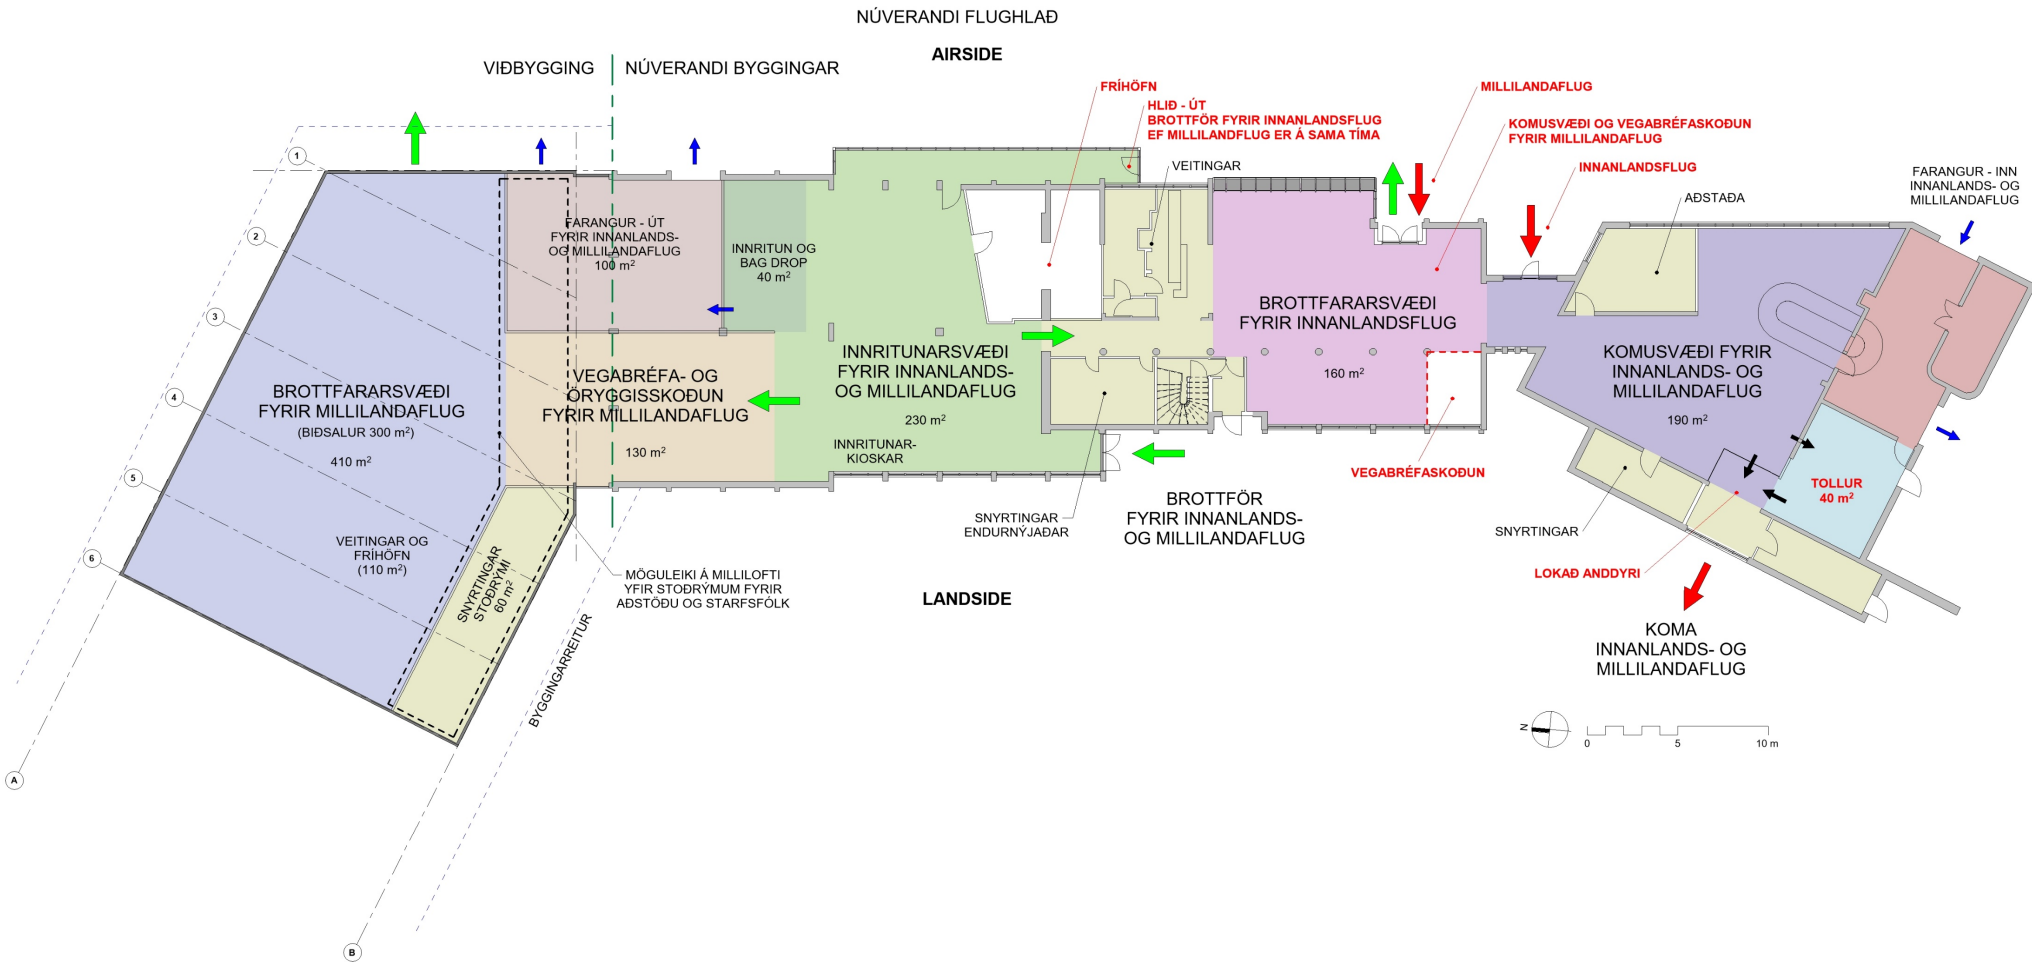 NÚVERANDI FLUGHLAÐ
AIRSIDE
VIÐBYGGING
NÚVERANDI BYGGINGAR
FRÍHÖFN
HLIÐ - ÚT
BROTTFÖR FYRIR INNANLANDSFLUG
EF MILLILANDFLUG ER Á SAMA TÍMA
VEITINGAR
MILLILANDAFLUG
KOMUSVÆÐI OG VEGABRÉFASKOÐUN
FYRIR MILLILANDAFLUG
INNANLANDSFLUG
AÐSTAÐA
FARANGUR - INN
INNANLANDS- OG
MILLILANDAFLUG
1
2
3
4
5
6
A
B
FARANGUR - ÚT
FYRIR INNANLANDS-
OG MILLILANDAFLUG
100 m²
INNRITUN OG
BAG DROP
40 m²
BROTTFARARSVÆÐI
FYRIR MILLILANDAFLUG
(BIÐSALUR 300 m²)
410 m²
VEGABRÉFA- OG
ÖRYGGISSKOÐUN
FYRIR MILLILANDAFLUG
130 m²
INNRITUNARSVÆÐI
FYRIR INNANLANDS-
OG MILLILANDAFLUG
230 m²
INNRITUNAR-
KIOSKAR
BROTTFARARSVÆÐI
FYRIR INNANLANDSFLUG
160 m²
KOMUSVÆÐI FYRIR
INNANLANDS- OG
MILLILANDAFLUG
190 m²
VEGABRÉFASKOÐUN
TOLLUR
40 m²
VEITINGAR OG
FRÍHÖFN
(110 m²)
SNYRTINGAR
STOÐRÝMI
60 m²
SNYRTINGAR
ENDURNÝJAÐAR
BROTTFÖR
FYRIR INNANLANDS-
OG MILLILANDAFLUG
SNYRTINGAR
LOKAÐ ANDDYRI
MÖGULEIKI Á MILLILOFTI
YFIR STOÐRÝMUM FYRIR
AÐSTÖÐU OG STARFSFÓLK
LANDSIDE
BYGGINGARREITUR
KOMA
INNANLANDS- OG
MILLILANDAFLUG
N
0 5 10 m